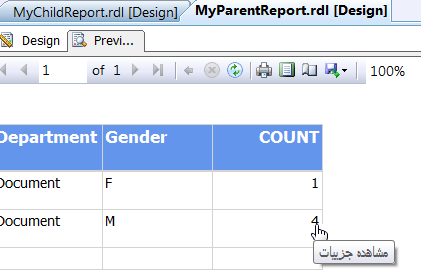 MyChildReport.rdl [Design] MyParentReport.rdl [Design]
Design Previ...
1 of 1 100%
Department Gender COUNT
Document F 1
Document M 4
مشاهده جزییات